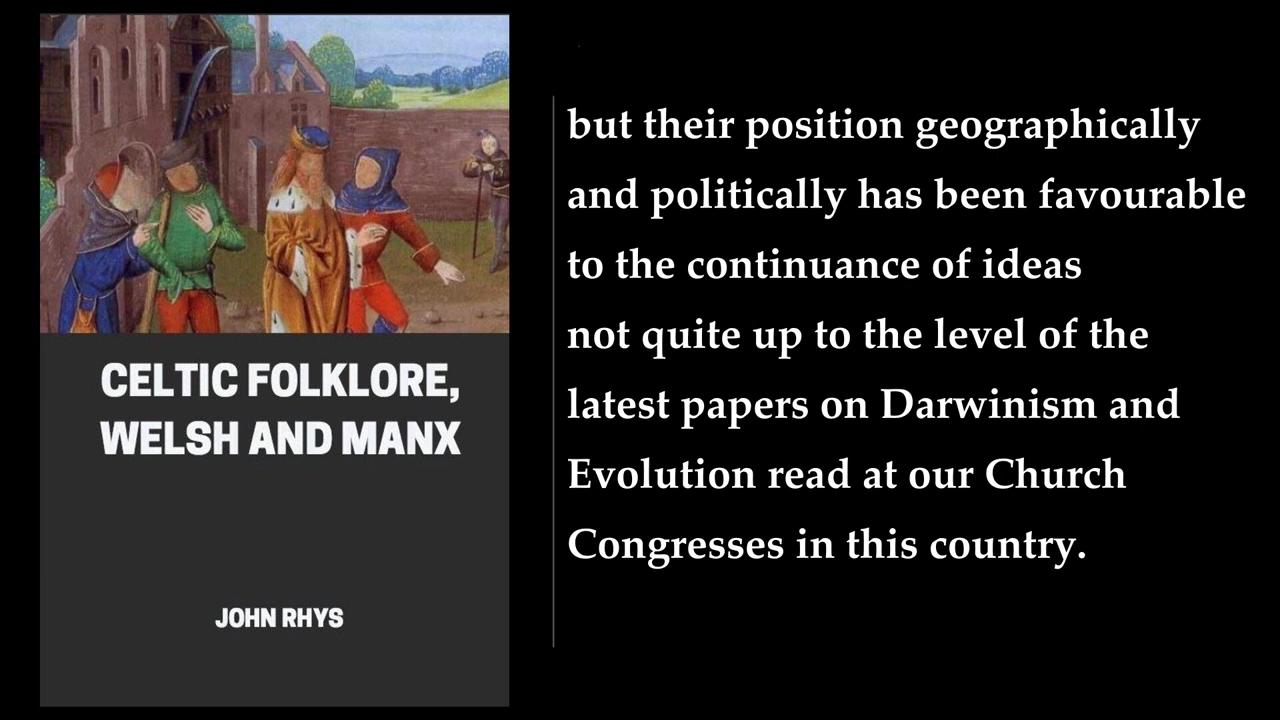 CELTIC FOLKLORE,
WELSH AND MANX
JOHN RHYS
but their position geographically
and politically has been favourable
to the continuance of ideas
not quite up to the level of the
latest papers on Darwinism and
Evolution read at our Church
Congresses in this country.